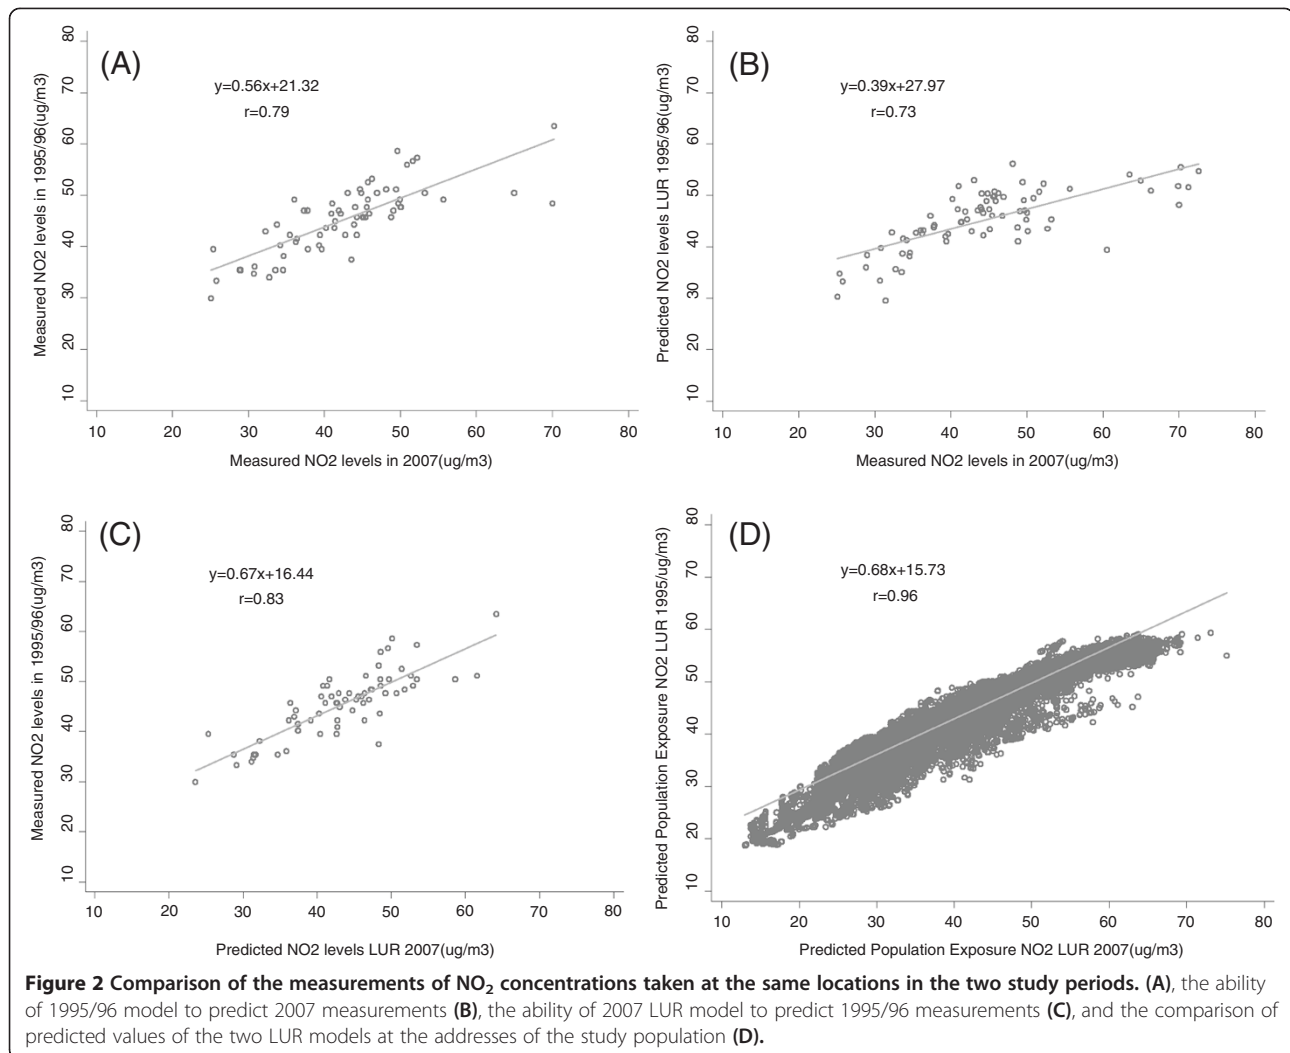 (A)
y=0.56x+21.32
r=0.79
Measured NO2 levels in 1995/96(ug/m3)
80
70
60
50
40
30
20
10
10 20 30 40 50 60 70 80
Measured NO2 levels in 2007(ug/m3)
(B)
y=0.39x+27.97
r=0.73
Predicted NO2 levels LUR 1995/96(ug/m3)
80
70
60
50
40
30
20
10
10 20 30 40 50 60 70 80
Measured NO2 levels in 2007(ug/m3)
(C)
y=0.67x+16.44
r=0.83
Measured NO2 levels in 1995/96(ug/m3)
80
70
60
50
40
30
20
10
10 20 30 40 50 60 70 80
Predicted NO2 levels LUR 2007(ug/m3)
(D)
y=0.68x+15.73
r=0.96
Predicted Population Exposure NO2 LUR 1995/ug/m3)
80
70
60
50
40
30
20
10
10 20 30 40 50 60 70 80
Predicted Population Exposure NO2 LUR 2007(ug/m3)
Figure 2 Comparison of the measurements of NO₂ concentrations taken at the same locations in the two study periods. (A), the ability
of 1995/96 model to predict 2007 measurements (B), the ability of 2007 LUR model to predict 1995/96 measurements (C), and the comparison of
predicted values of the two LUR models at the addresses of the study population (D).